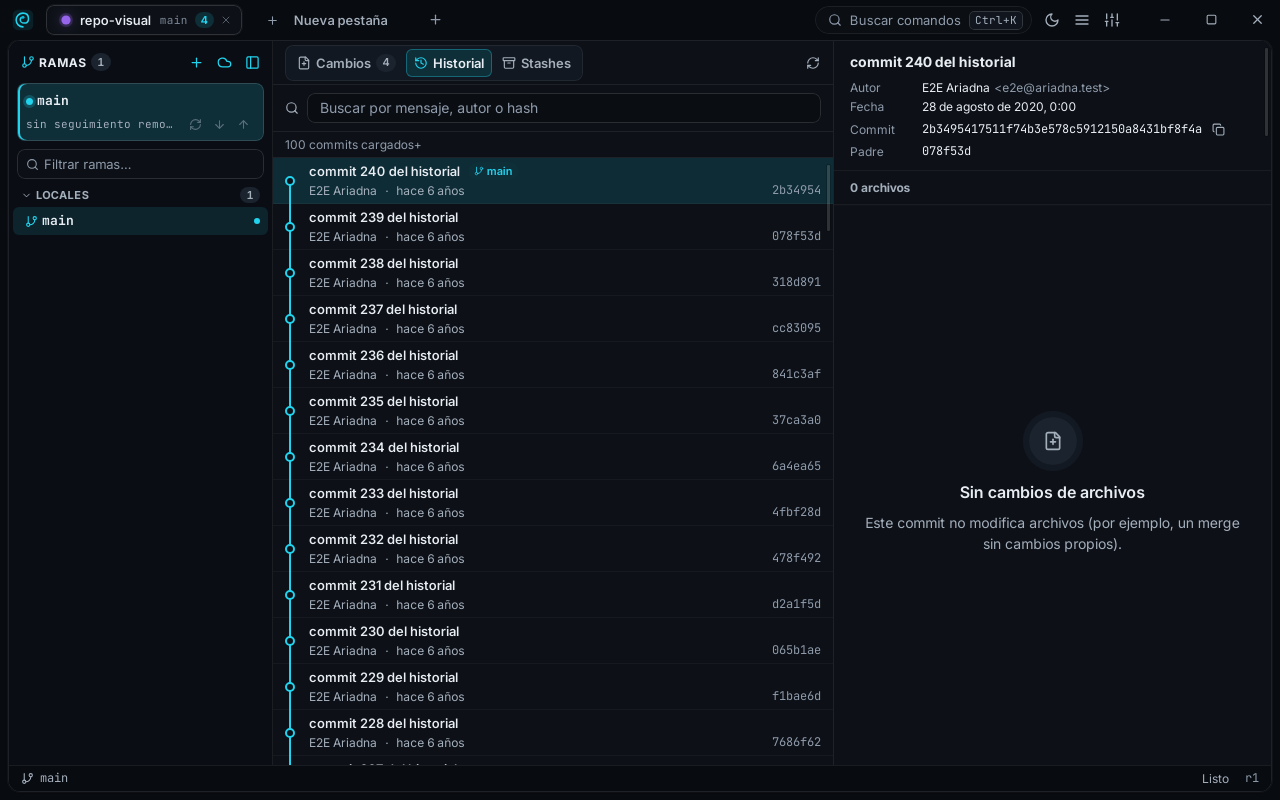 repo-visual main 4
Nueva pestaña
Buscar comandos Ctrl+K
RAMAS 1
main
sin seguimiento remo…
Filtrar ramas...
LOCALES 1
main
Cambios 4
Historial
Stashes
Buscar por mensaje, autor o hash
100 commits cargados+
commit 240 del historial main
E2E Ariadna · hace 6 años 2b34954
commit 239 del historial
E2E Ariadna · hace 6 años 078f53d
commit 238 del historial
E2E Ariadna · hace 6 años 318d891
commit 237 del historial
E2E Ariadna · hace 6 años cc83095
commit 236 del historial
E2E Ariadna · hace 6 años 841c3af
commit 235 del historial
E2E Ariadna · hace 6 años 37ca3a0
commit 234 del historial
E2E Ariadna · hace 6 años 6a4ea65
commit 233 del historial
E2E Ariadna · hace 6 años 4fbf28d
commit 232 del historial
E2E Ariadna · hace 6 años 478f492
commit 231 del historial
E2E Ariadna · hace 6 años d2a1f5d
commit 230 del historial
E2E Ariadna · hace 6 años 065b1ae
commit 229 del historial
E2E Ariadna · hace 6 años f1bae6d
commit 228 del historial
E2E Ariadna · hace 6 años 7686f62
commit 240 del historial
Autor E2E Ariadna <e2e@ariadna.test>
Fecha 28 de agosto de 2020, 0:00
Commit 2b3495417511f74b3e578c5912150a8431bf8f4a
Padre 078f53d
0 archivos
Sin cambios de archivos
Este commit no modifica archivos (por ejemplo, un merge
sin cambios propios).
main
Listo r1